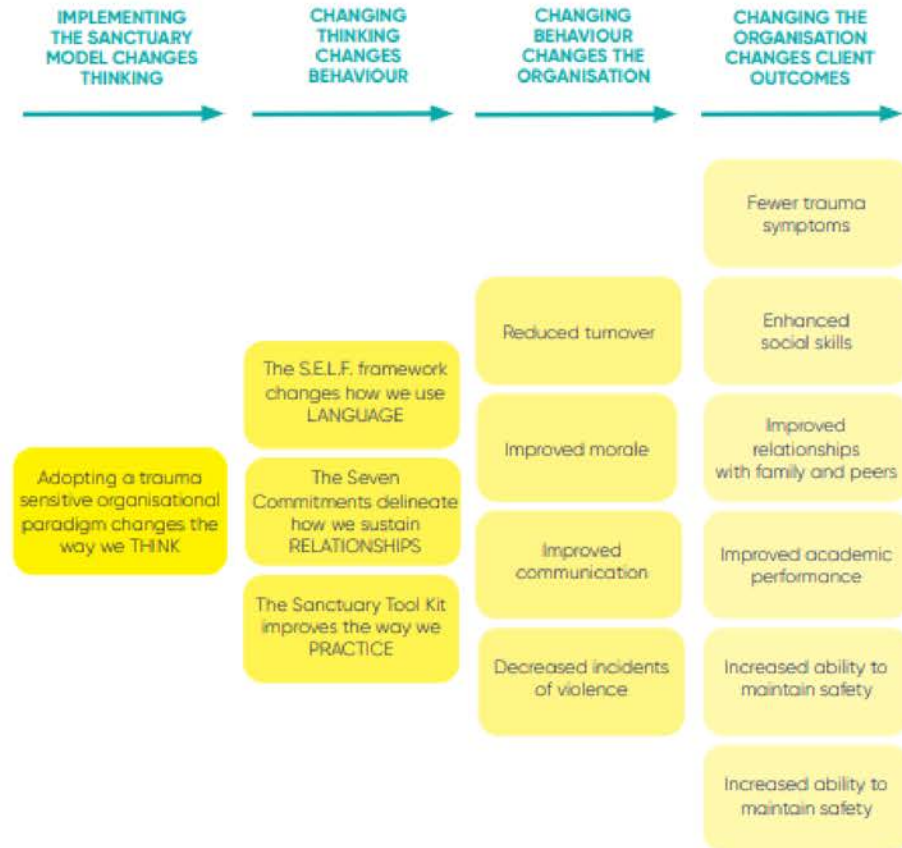 IMPLEMENTING
THE SANCTUARY
MODEL CHANGES
THINKING
CHANGING
THINKING
CHANGES
BEHAVIOUR
CHANGING
BEHAVIOUR
CHANGES THE
ORGANISATION
CHANGING THE
ORGANISATION
CHANGES CLIENT
OUTCOMES
Adopting a trauma
sensitive organisational
paradigm changes the
way we THINK
The S.E.L.F. framework
changes how we use
LANGUAGE
The Seven
Commitments delineate
how we sustain
RELATIONSHIPS
The Sanctuary Tool Kit
improves the way we
PRACTICE
Reduced turnover
Improved morale
Improved
communication
Decreased incidents
of violence
Fewer trauma
symptoms
Enhanced
social skills
Improved
relationships
with family and peers
Improved academic
performance
Increased ability to
maintain safety
Increased ability to
maintain safety